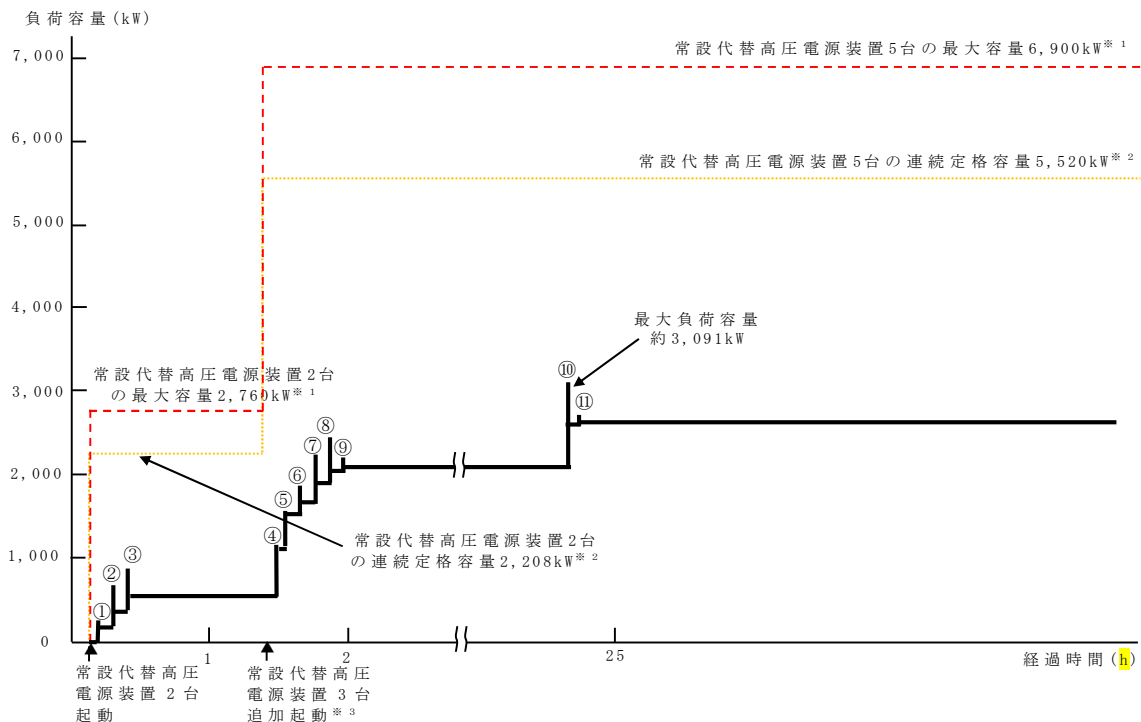 負荷容量(kW)
7,000
常設代替高圧電源装置5台の最大容量6,900kW※1
6,000
常設代替高圧電源装置5台の連続定格容量5,520kW※2
5,000
4,000
最大負荷容量
約3,091kW
⑩
常設代替高圧電源装置2台
の最大容量2,760kW※1
3,000
⑪
⑧
⑦
⑨
2,000
⑥
⑤
④
常設代替高圧電源装置2台
の連続定格容量2,208kW※2
1,000
③
②
①
0
1
2
25
経過時間(h)
常設代替高圧
電源装置2台
起動
常設代替高圧
電源装置3台
追加起動※3